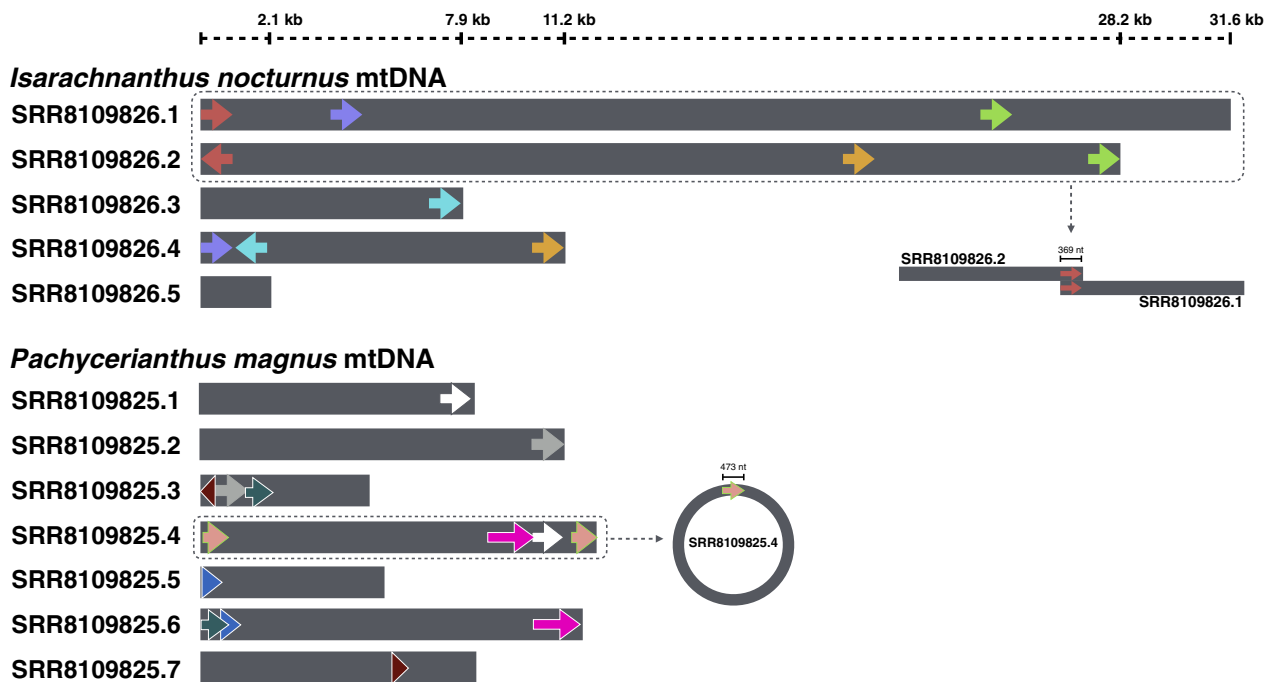 2.1 kb 7.9 kb 11.2 kb 28.2 kb 31.6 kb
Isarachnanthus nocturnus mtDNA
SRR8109826.1
SRR8109826.2
SRR8109826.3
SRR8109826.4
369 nt
SRR8109826.2
SRR8109826.5
SRR8109826.1
Pachycerianthus magnus mtDNA
SRR8109825.1
SRR8109825.2
SRR8109825.3
473 nt
SRR8109825.4
SRR8109825.4
SRR8109825.5
SRR8109825.6
SRR8109825.7